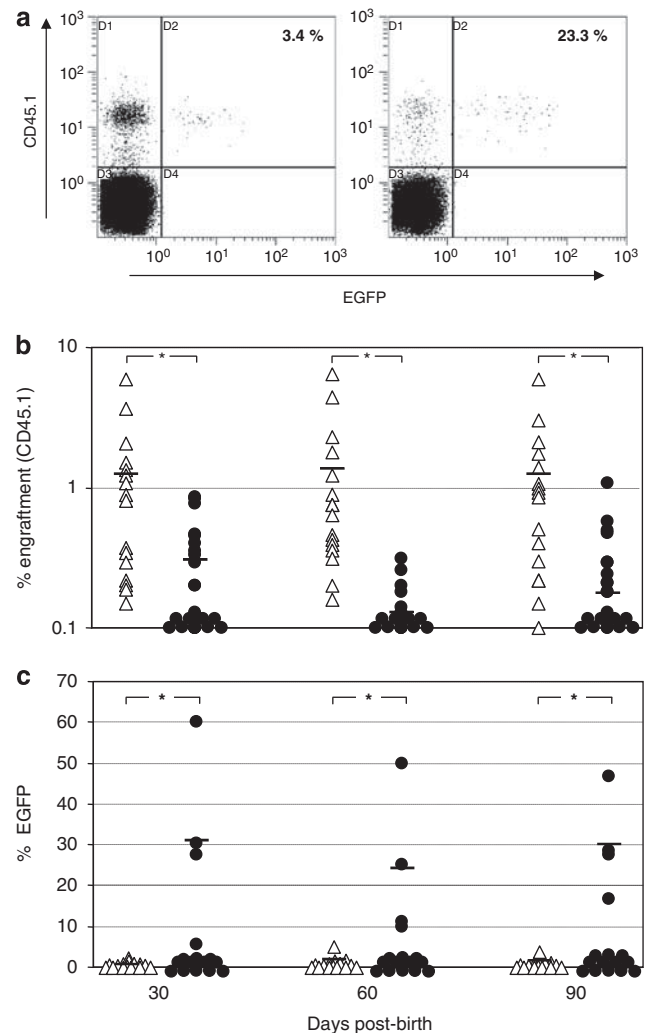 a
CD45.1
10³
10²
10¹
10⁰
D1
D2
3.4 %
D3
D4
10⁰ 10¹ 10² 10³
10³
10²
10¹
10⁰
D1
D2
23.3 %
D3
D4
10⁰ 10¹ 10² 10³
EGFP
b
% engraftment (CD45.1)
10
1
0.1
* * *
c
% EGFP
70
60
50
40
30
20
10
0
* * *
30 60 90
Days post-birth